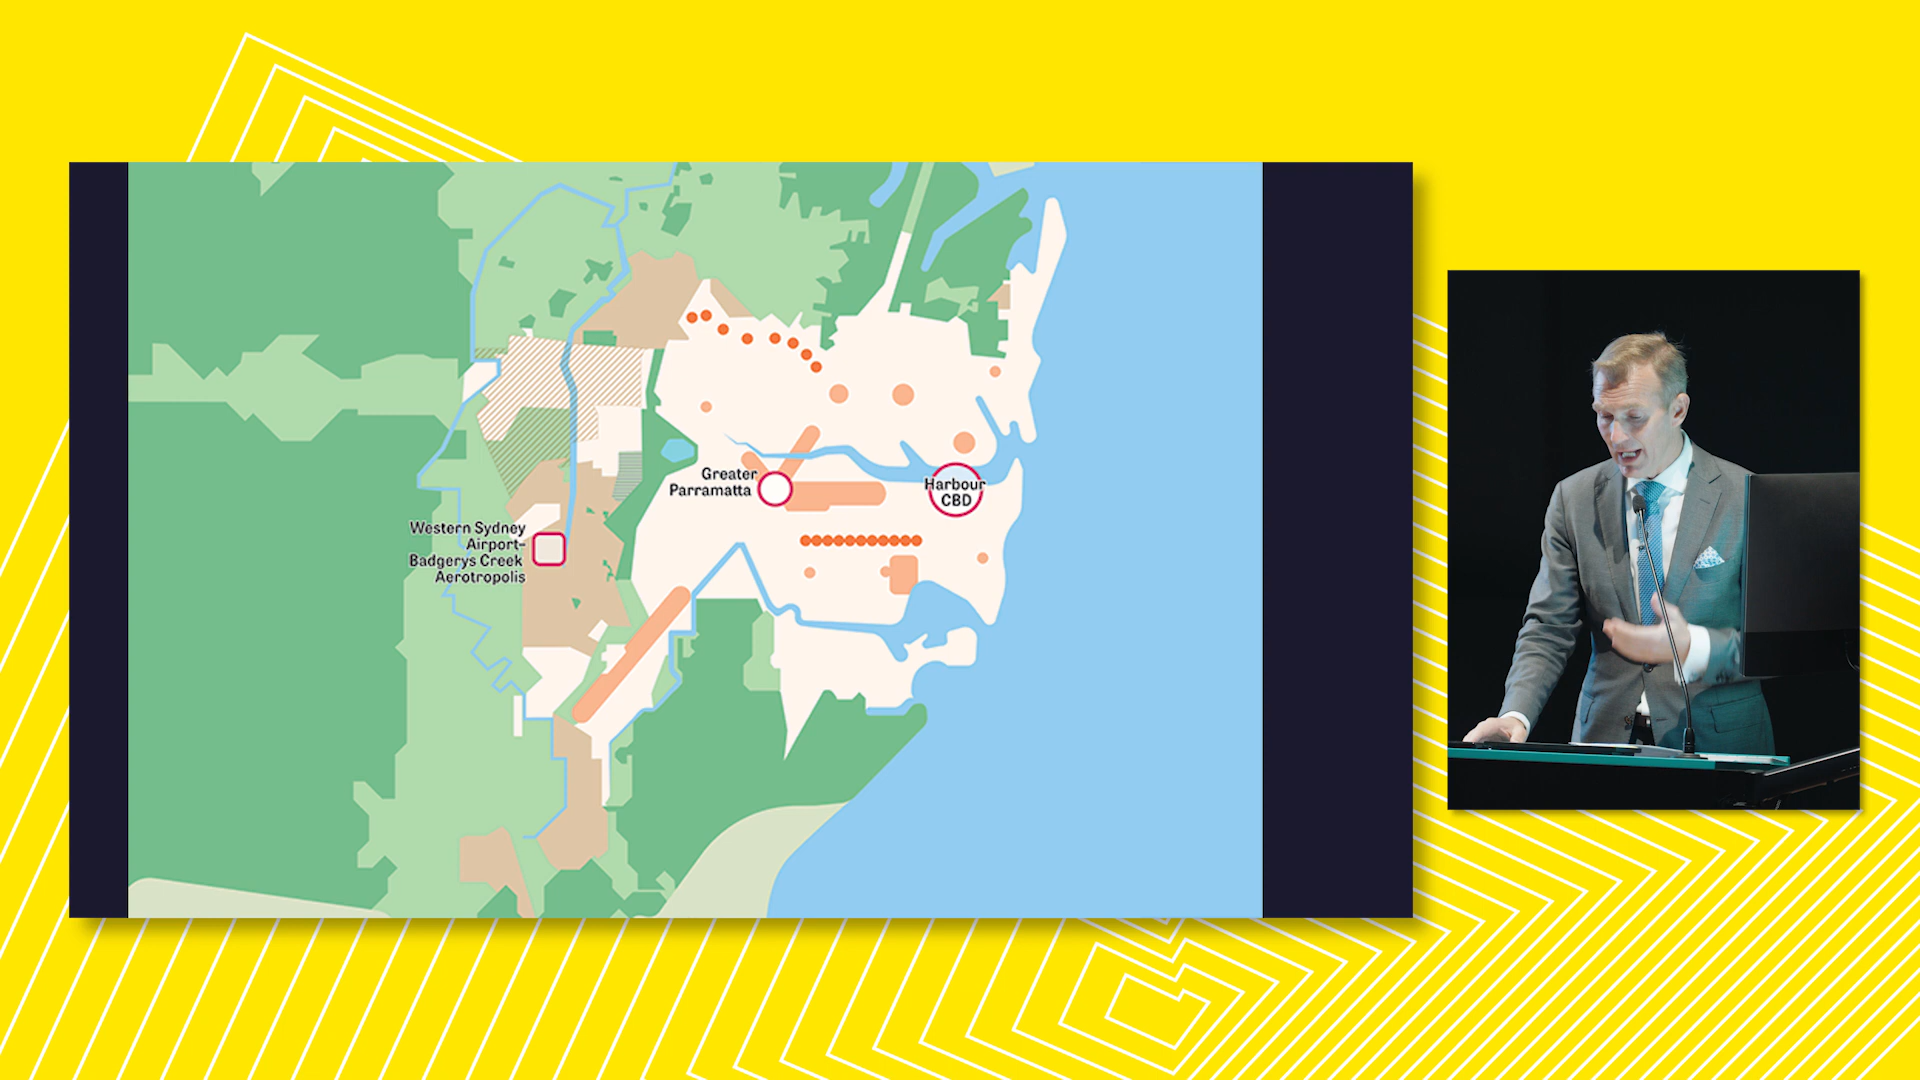 Greater
Parramatta
Harbour
CBD
Western Sydney
Airport–
Badgerys Creek
Aerotropolis